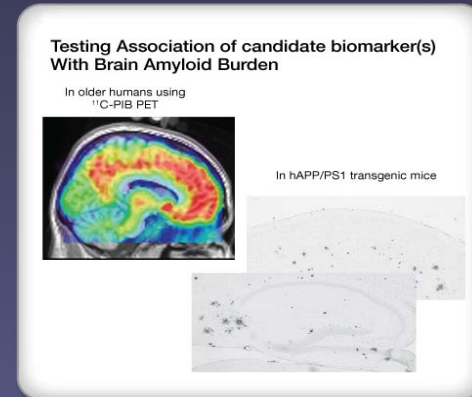 Testing Association of candidate biomarker(s)
With Brain Amyloid Burden
In older humans using
¹¹C-PIB PET
In hAPP/PS1 transgenic mice